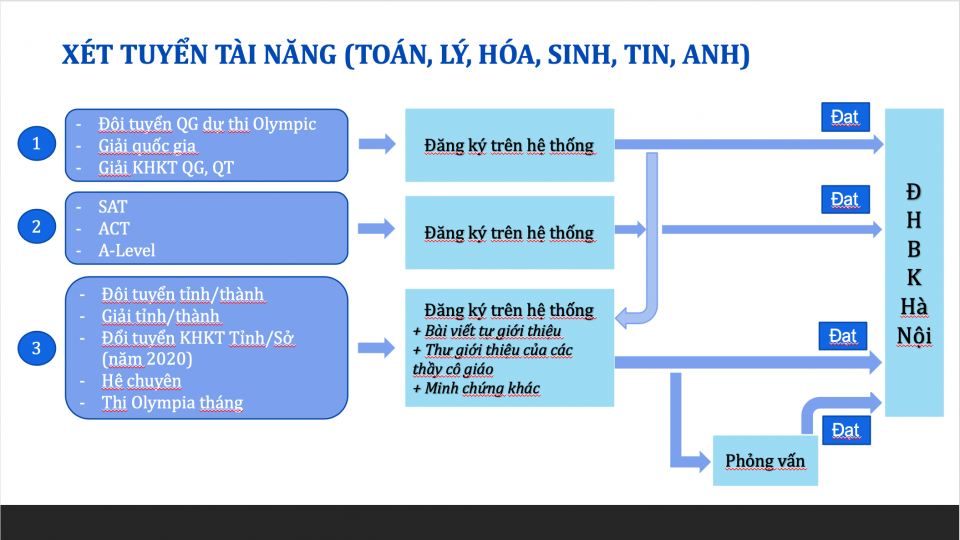 XÉT TUYỂN TÀI NĂNG (TOÁN, LÝ, HÓA, SINH, TIN, ANH)
1
- Đội tuyển QG dự thi Olympic
- Giải quốc gia
- Giải KHKT QG, QT
Đăng ký trên hệ thống
Đạt
2
- SAT
- ACT
- A-Level
Đăng ký trên hệ thống
Đạt
3
- Đội tuyển tỉnh/thành
- Giải tỉnh/thành
- Đổi tuyển KHKT Tỉnh/Sở
(năm 2020)
- Hệ chuyên
- Thi Olympia tháng
Đăng ký trên hệ thống
+ Bài viết tự giới thiệu
+ Thư giới thiệu của các
thầy cô giáo
+ Minh chứng khác
Đạt
Phỏng vấn
Đạt
Đ
H
B
K
Hà
Nội